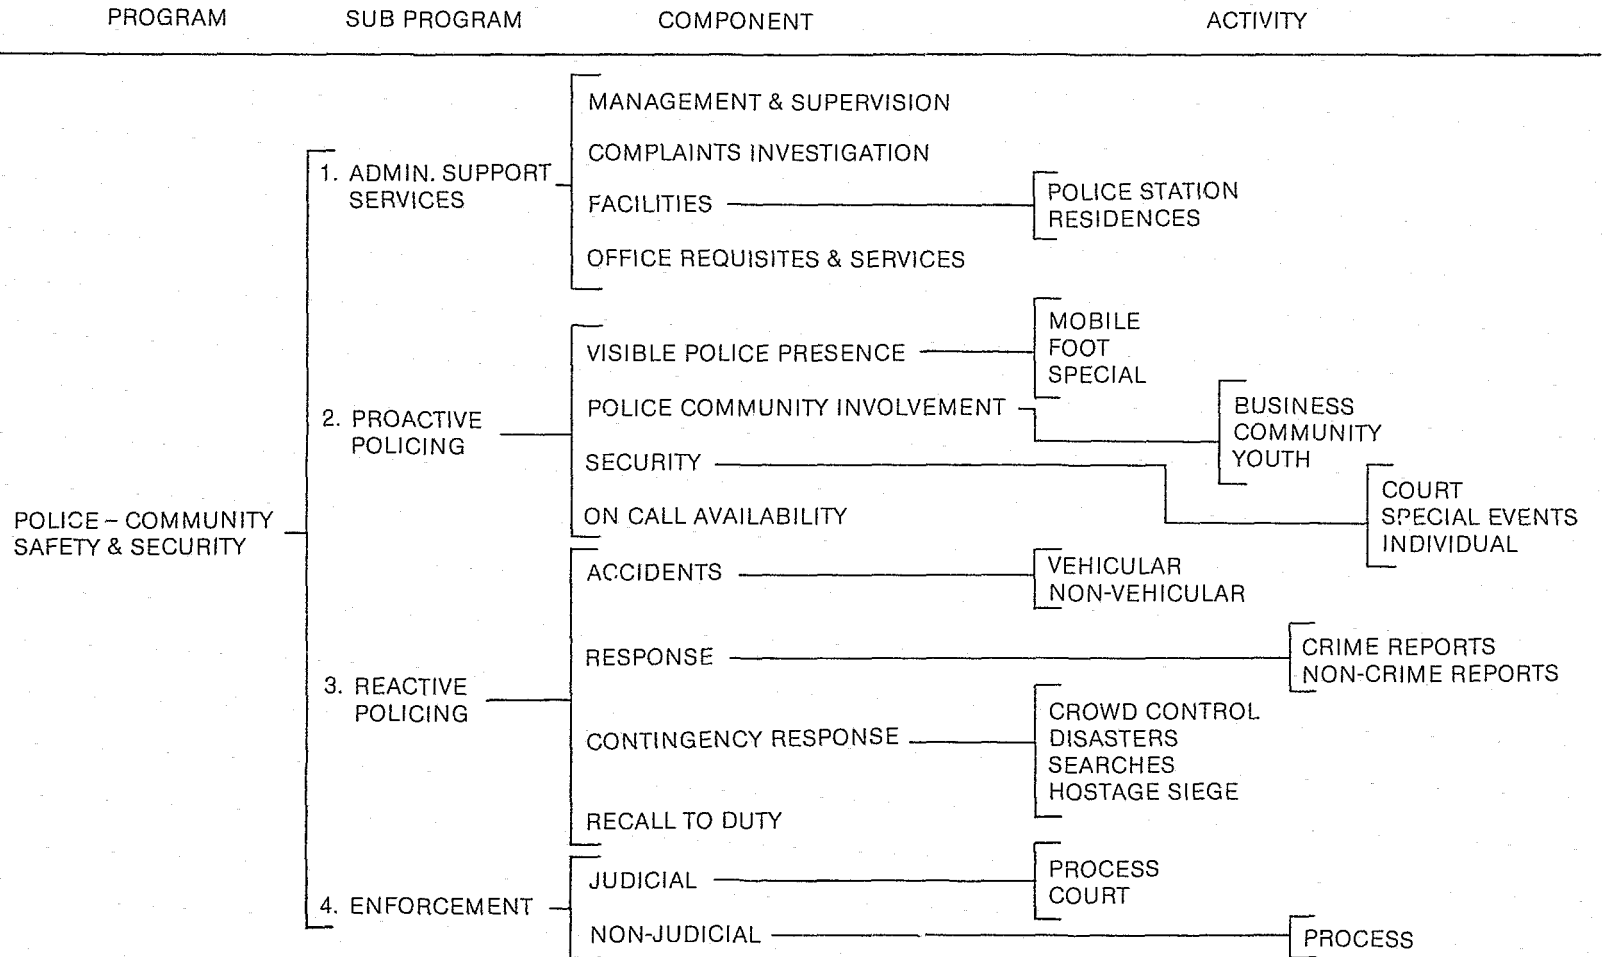 PROGRAM SUB PROGRAM COMPONENT ACTIVITY
MANAGEMENT & SUPERVISION
COMPLAINTS INVESTIGATION
1. ADMIN. SUPPORT
SERVICES
FACILITIES
POLICE STATION
RESIDENCES
OFFICE REQUISITES & SERVICES
VISIBLE POLICE PRESENCE
MOBILE
FOOT
SPECIAL
2. PROACTIVE
POLICING
POLICE COMMUNITY INVOLVEMENT
BUSINESS
COMMUNITY
YOUTH
SECURITY
COURT
SPECIAL EVENTS
INDIVIDUAL
ON CALL AVAILABILITY
POLICE – COMMUNITY
SAFETY & SECURITY
ACCIDENTS
VEHICULAR
NON-VEHICULAR
RESPONSE
CRIME REPORTS
NON-CRIME REPORTS
3. REACTIVE
POLICING
CONTINGENCY RESPONSE
CROWD CONTROL
DISASTERS
SEARCHES
HOSTAGE SIEGE
RECALL TO DUTY
4. ENFORCEMENT
JUDICIAL
PROCESS
COURT
NON-JUDICIAL
PROCESS